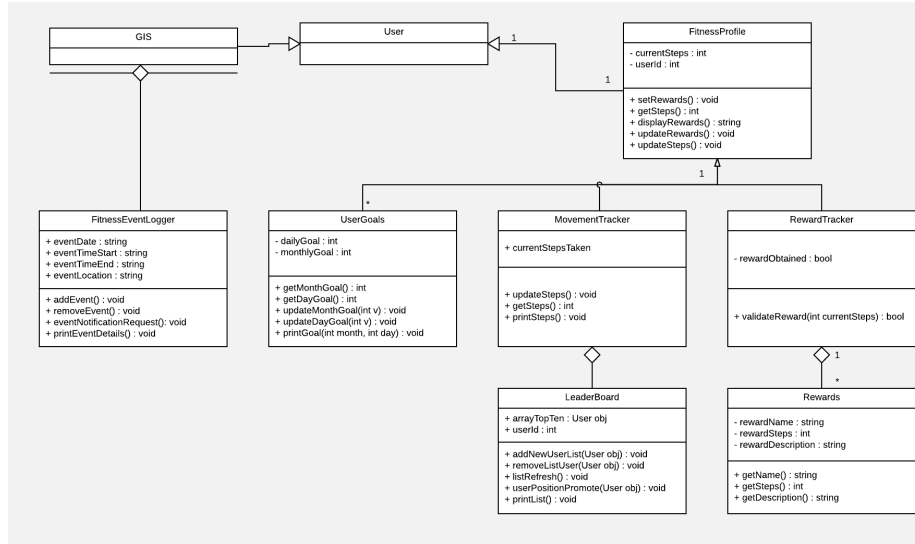 GIS
User
1
1
FitnessProfile
- currentSteps : int
- userId : int
+ setRewards() : void
+ getSteps() : int
+ displayRewards() : string
+ updateRewards() : void
+ updateSteps() : void
1
*
FitnessEventLogger
+ eventDate : string
+ eventTimeStart : string
+ eventTimeEnd : string
+ eventLocation : string
+ addEvent() : void
+ removeEvent() : void
+ eventNotificationRequest(): void
+ printEventDetails() : void
UserGoals
- dailyGoal : int
- monthlyGoal : int
+ getMonthGoal() : int
+ getDayGoal() : int
+ updateMonthGoal(int v) : void
+ updateDayGoal(int v) : void
+ printGoal(int month, int day) : void
MovementTracker
+ currentStepsTaken
+ updateSteps() : void
+ getSteps() : int
+ printSteps() : void
RewardTracker
- rewardObtained : bool
+ validateReward(int currentSteps) : bool
1
*
LeaderBoard
+ arrayTopTen : User obj
+ userId : int
+ addNewUserList(User obj) : void
+ removeListUser(User obj) : void
+ listRefresh() : void
+ userPositionPromote(User obj) : void
+ printList() : void
Rewards
- rewardName : string
- rewardSteps : int
- rewardDescription : string
+ getName() : string
+ getSteps() : int
+ getDescription() : string